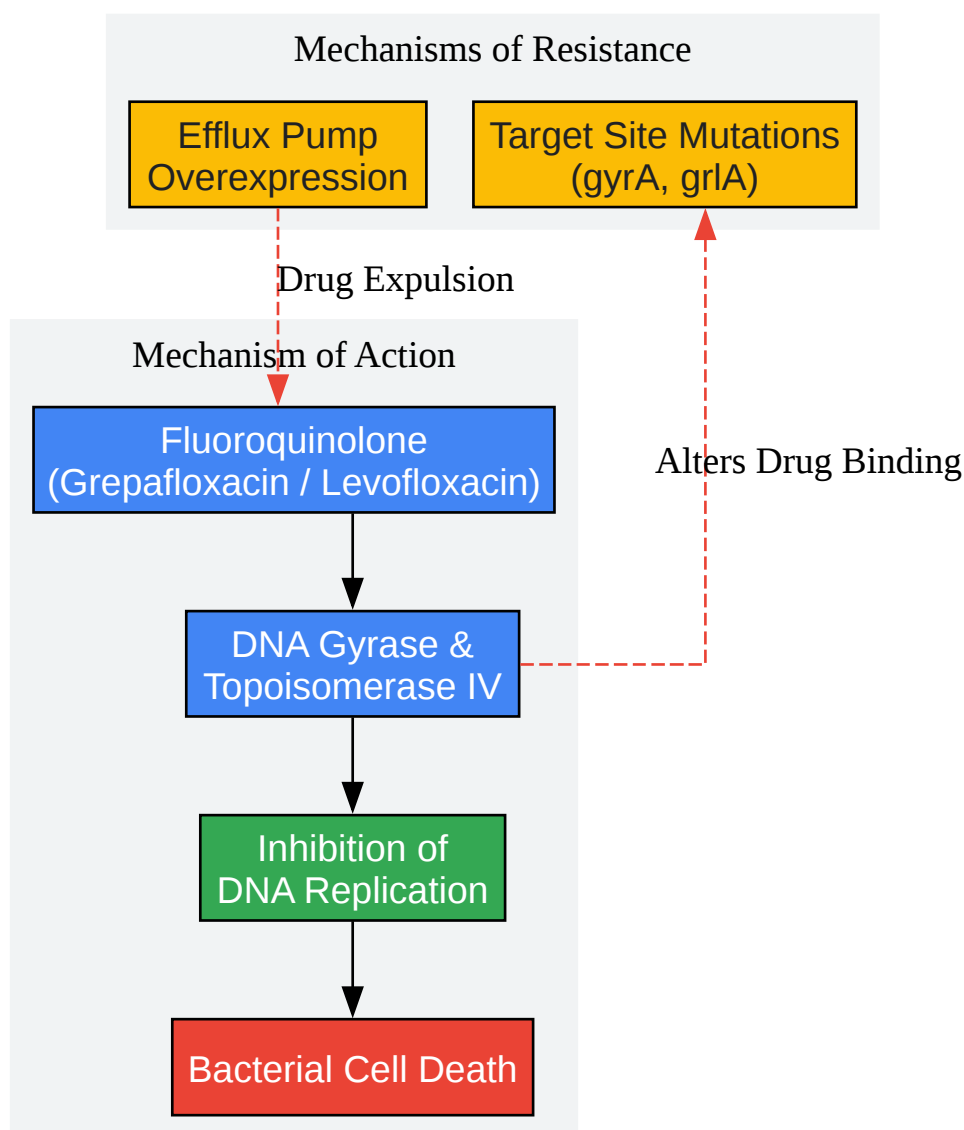 Mechanisms of Resistance
Efflux Pump
Overexpression
Target Site Mutations
(gyrA, grlA)
Drug Expulsion
Mechanism of Action
Fluoroquinolone
(Grepafloxacin / Levofloxacin)
Alters Drug Binding
DNA Gyrase &
Topoisomerase IV
Inhibition of
DNA Replication
Bacterial Cell Death